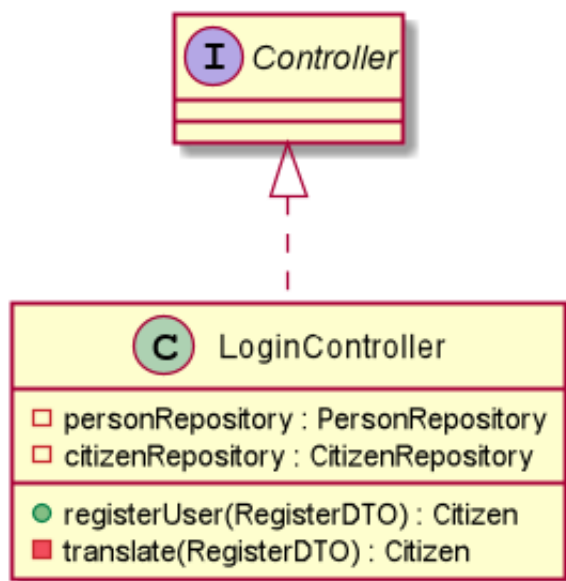 I Controller
C LoginController
personRepository : PersonRepository
citizenRepository : CitizenRepository
registerUser(RegisterDTO) : Citizen
translate(RegisterDTO) : Citizen